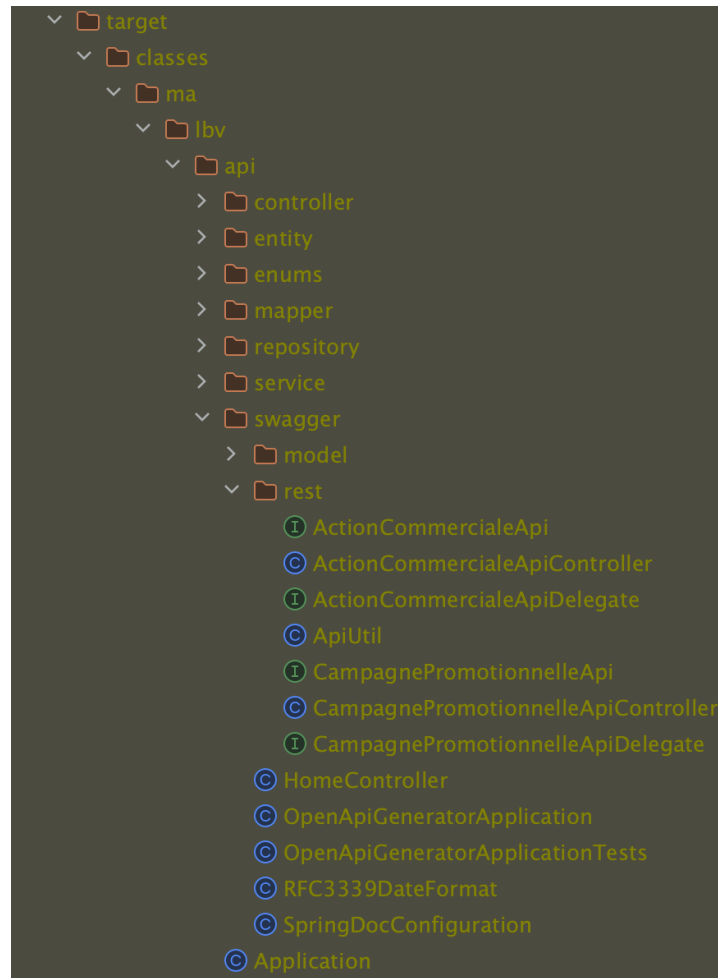 target
classes
ma
lbv
api
controller
entity
enums
mapper
repository
service
swagger
model
rest
ActionCommercialeApi
ActionCommercialeApiController
ActionCommercialeApiDelegate
ApiUtil
CampagnePromotionnelleApi
CampagnePromotionnelleApiController
CampagnePromotionnelleApiDelegate
HomeController
OpenApiGeneratorApplication
OpenApiGeneratorApplicationTests
RFC3339DateFormat
SpringDocConfiguration
Application